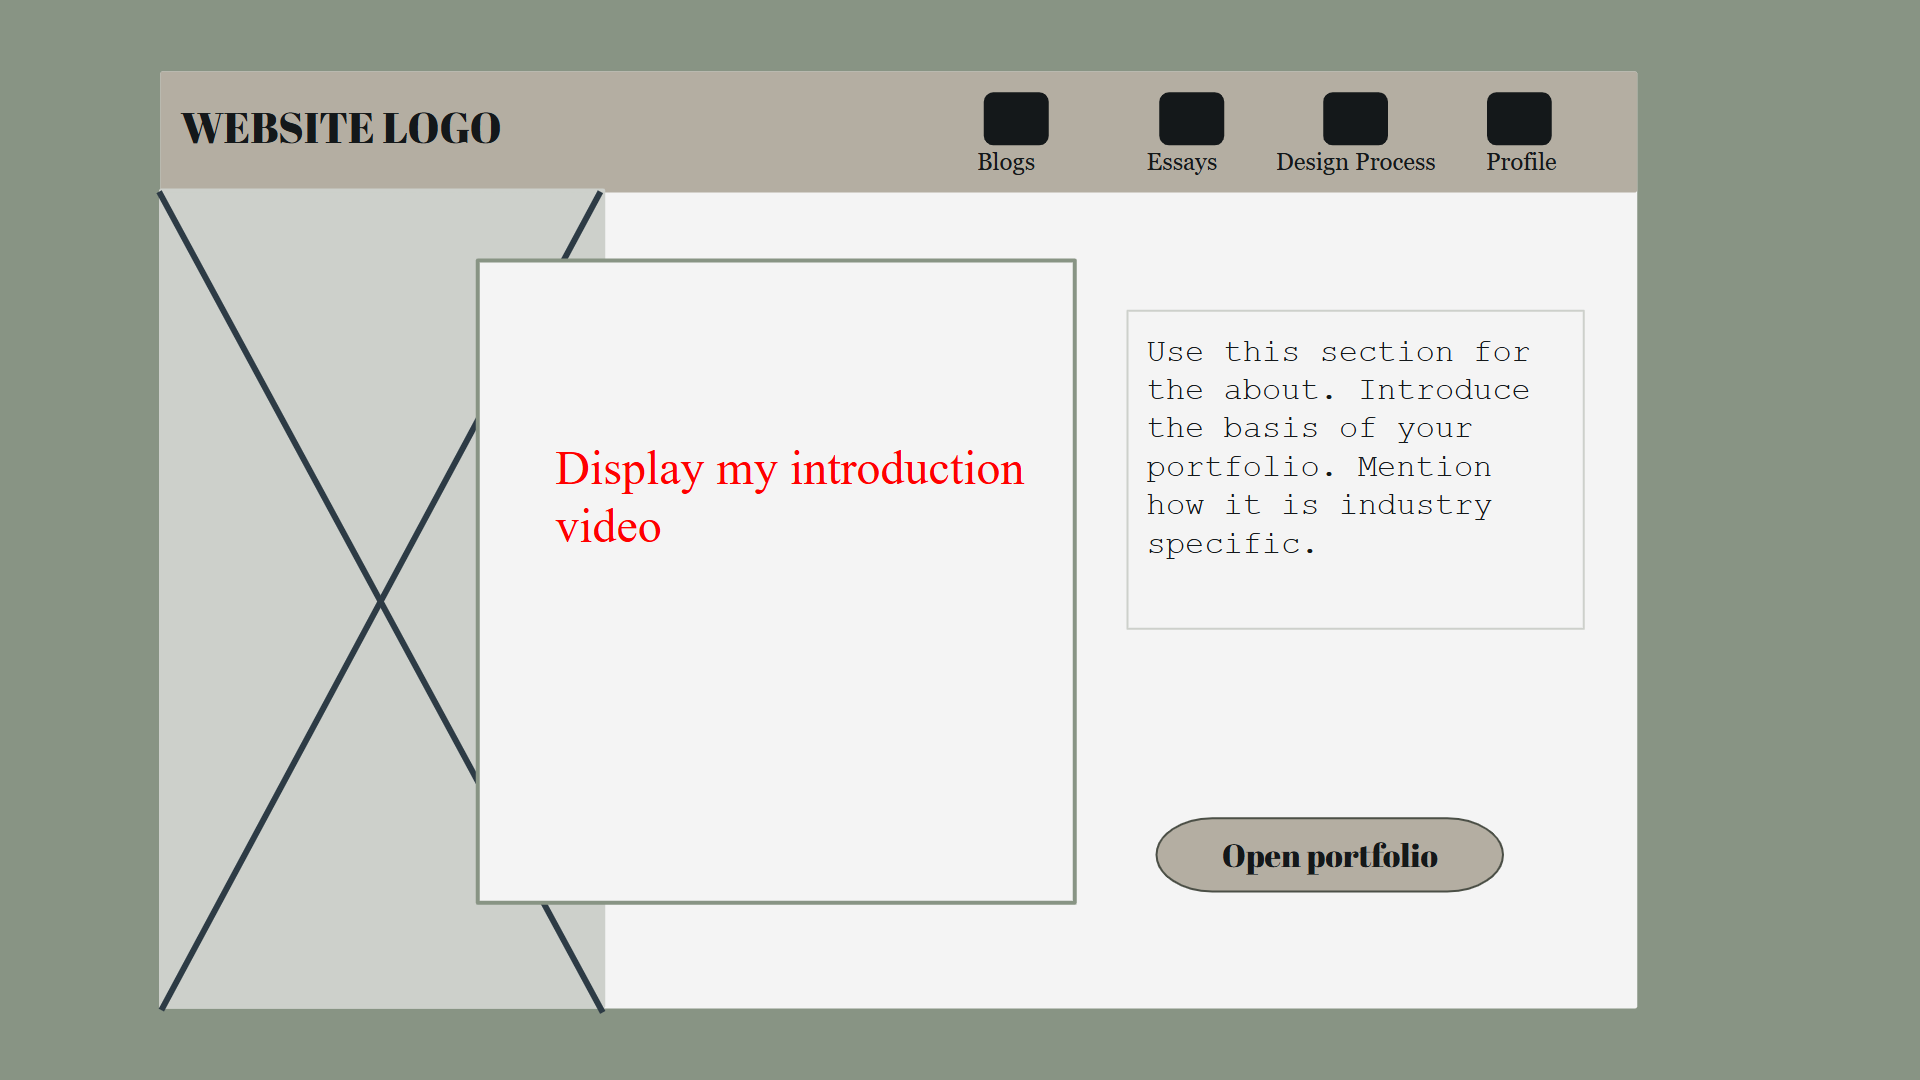 WEBSITE LOGO
Blogs
Essays
Design Process
Profile
Display my introduction
video
Use this section for
the about. Introduce
the basis of your
portfolio. Mention
how it is industry
specific.
Open portfolio